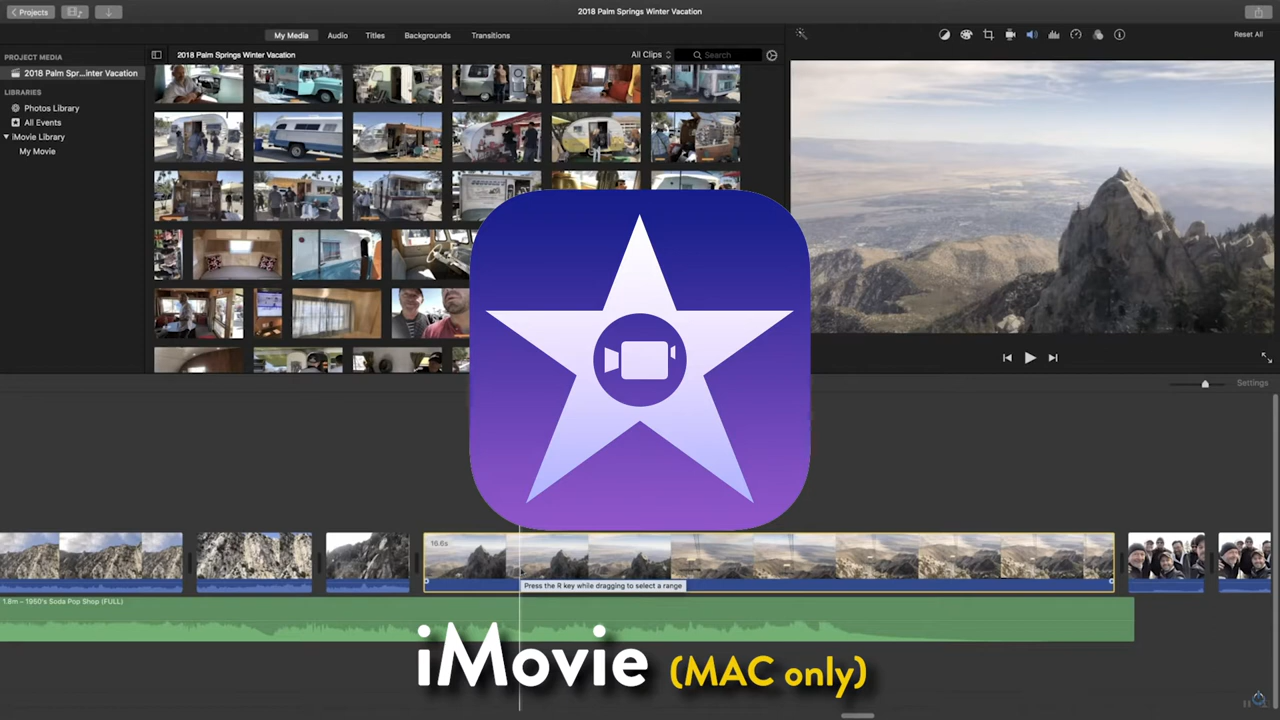 Projects
2018 Palm Springs Winter Vacation
My Media
Audio
Titles
Backgrounds
Transitions
Reset All
PROJECT MEDIA
2018 Palm Spr...inter Vacation
LIBRARIES
Photos Library
All Events
iMovie Library
My Movie
2018 Palm Springs Winter Vacation
All Clips
Search
Settings
16.6s
Press the R key while dragging to select a range
1.8m – 1950's Soda Pop Shop (FULL)
iMovie (MAC only)